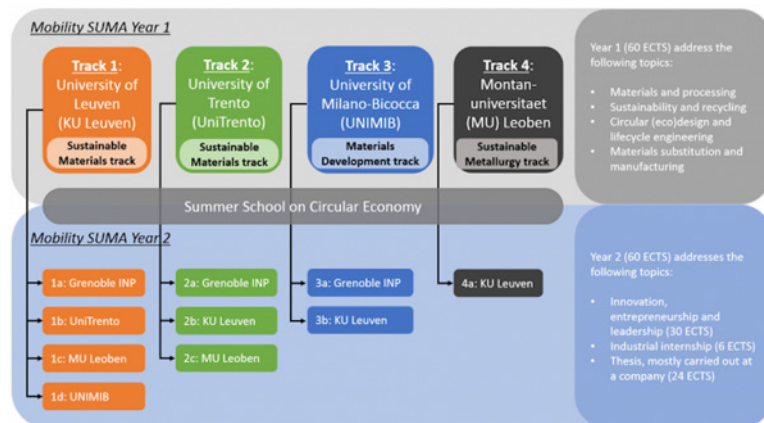 Mobility SUMA Year 1
Track 1:
University of
Leuven
(KU Leuven)
Sustainable
Materials track
Track 2:
University of
Trento
(UniTrento)
Sustainable
Materials track
Track 3:
University of
Milano-Bicocca
(UNIMIB)
Materials
Development track
Track 4:
Montan-
universitaet
(MU) Leoben
Sustainable
Metallurgy track
Year 1 (60 ECTS) address the
following topics:
• Materials and processing
• Sustainability and recycling
• Circular (eco)design and
lifecycle engineering
• Materials substitution and
manufacturing
Summer School on Circular Economy
Mobility SUMA Year 2
1a: Grenoble INP
1b: UniTrento
1c: MU Leoben
1d: UNIMIB
2a: Grenoble INP
2b: KU Leuven
2c: MU Leoben
3a: Grenoble INP
3b: KU Leuven
4a: KU Leuven
Year 2 (60 ECTS) addresses the
following topics:
• Innovation,
entrepreneurship and
leadership (30 ECTS)
• Industrial internship (6 ECTS)
• Thesis, mostly carried out at
a company (24 ECTS)